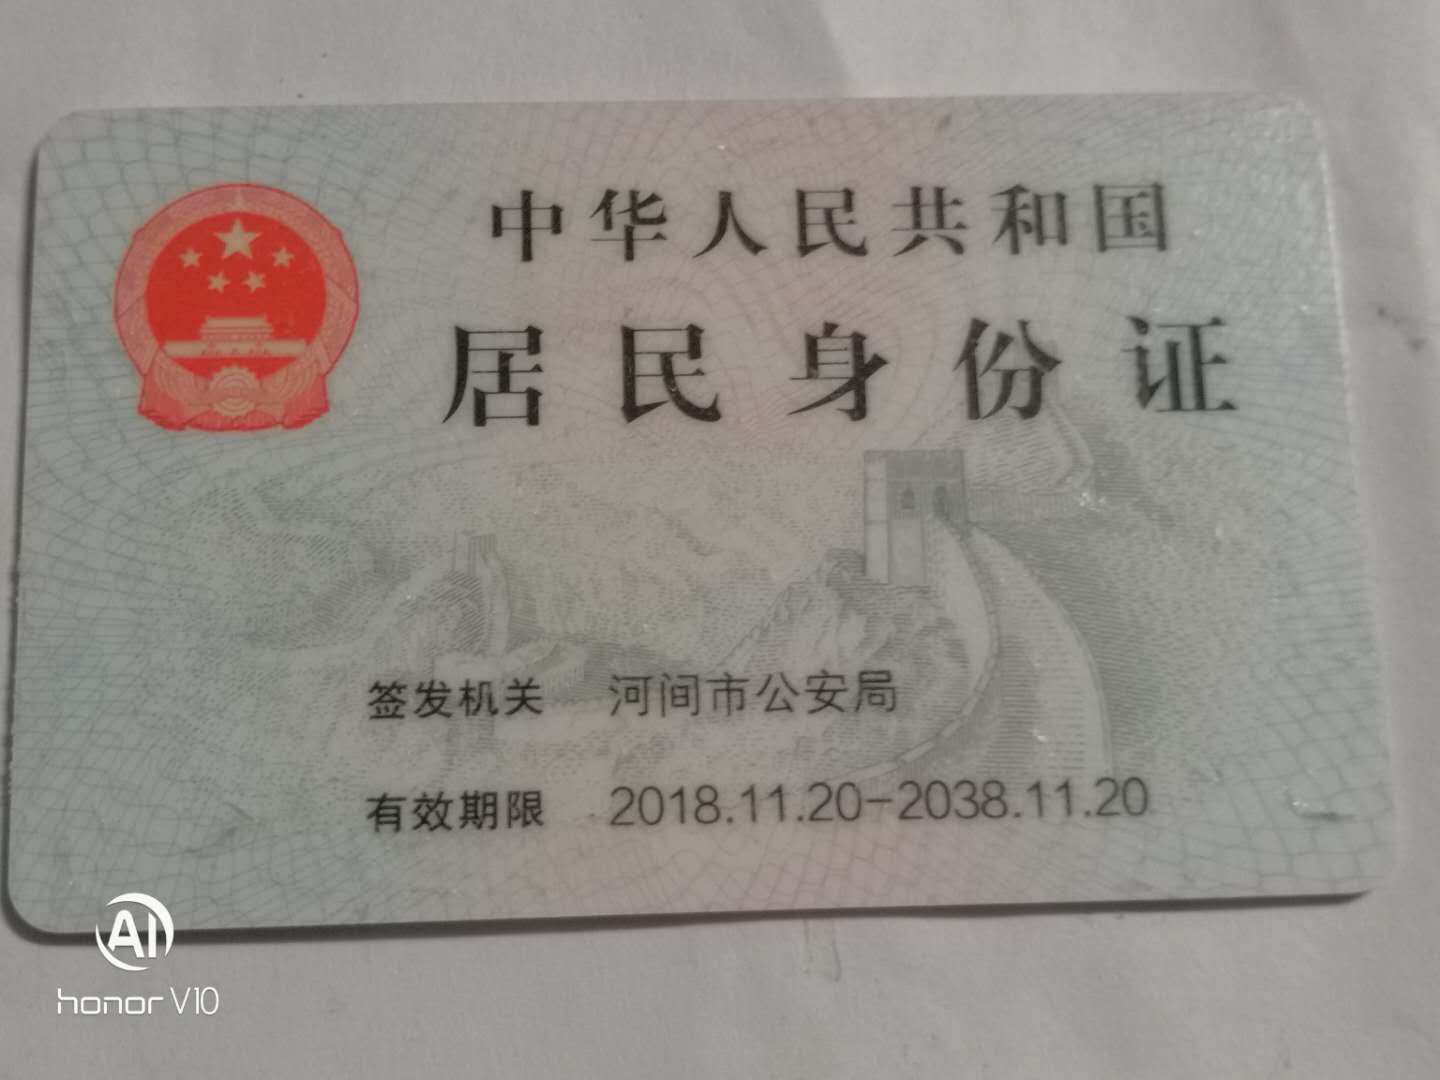 中华人民共和国
居民身份证
签发机关 河间市公安局
有效期限 2018.11.20-2038.11.20
AI
honor V10